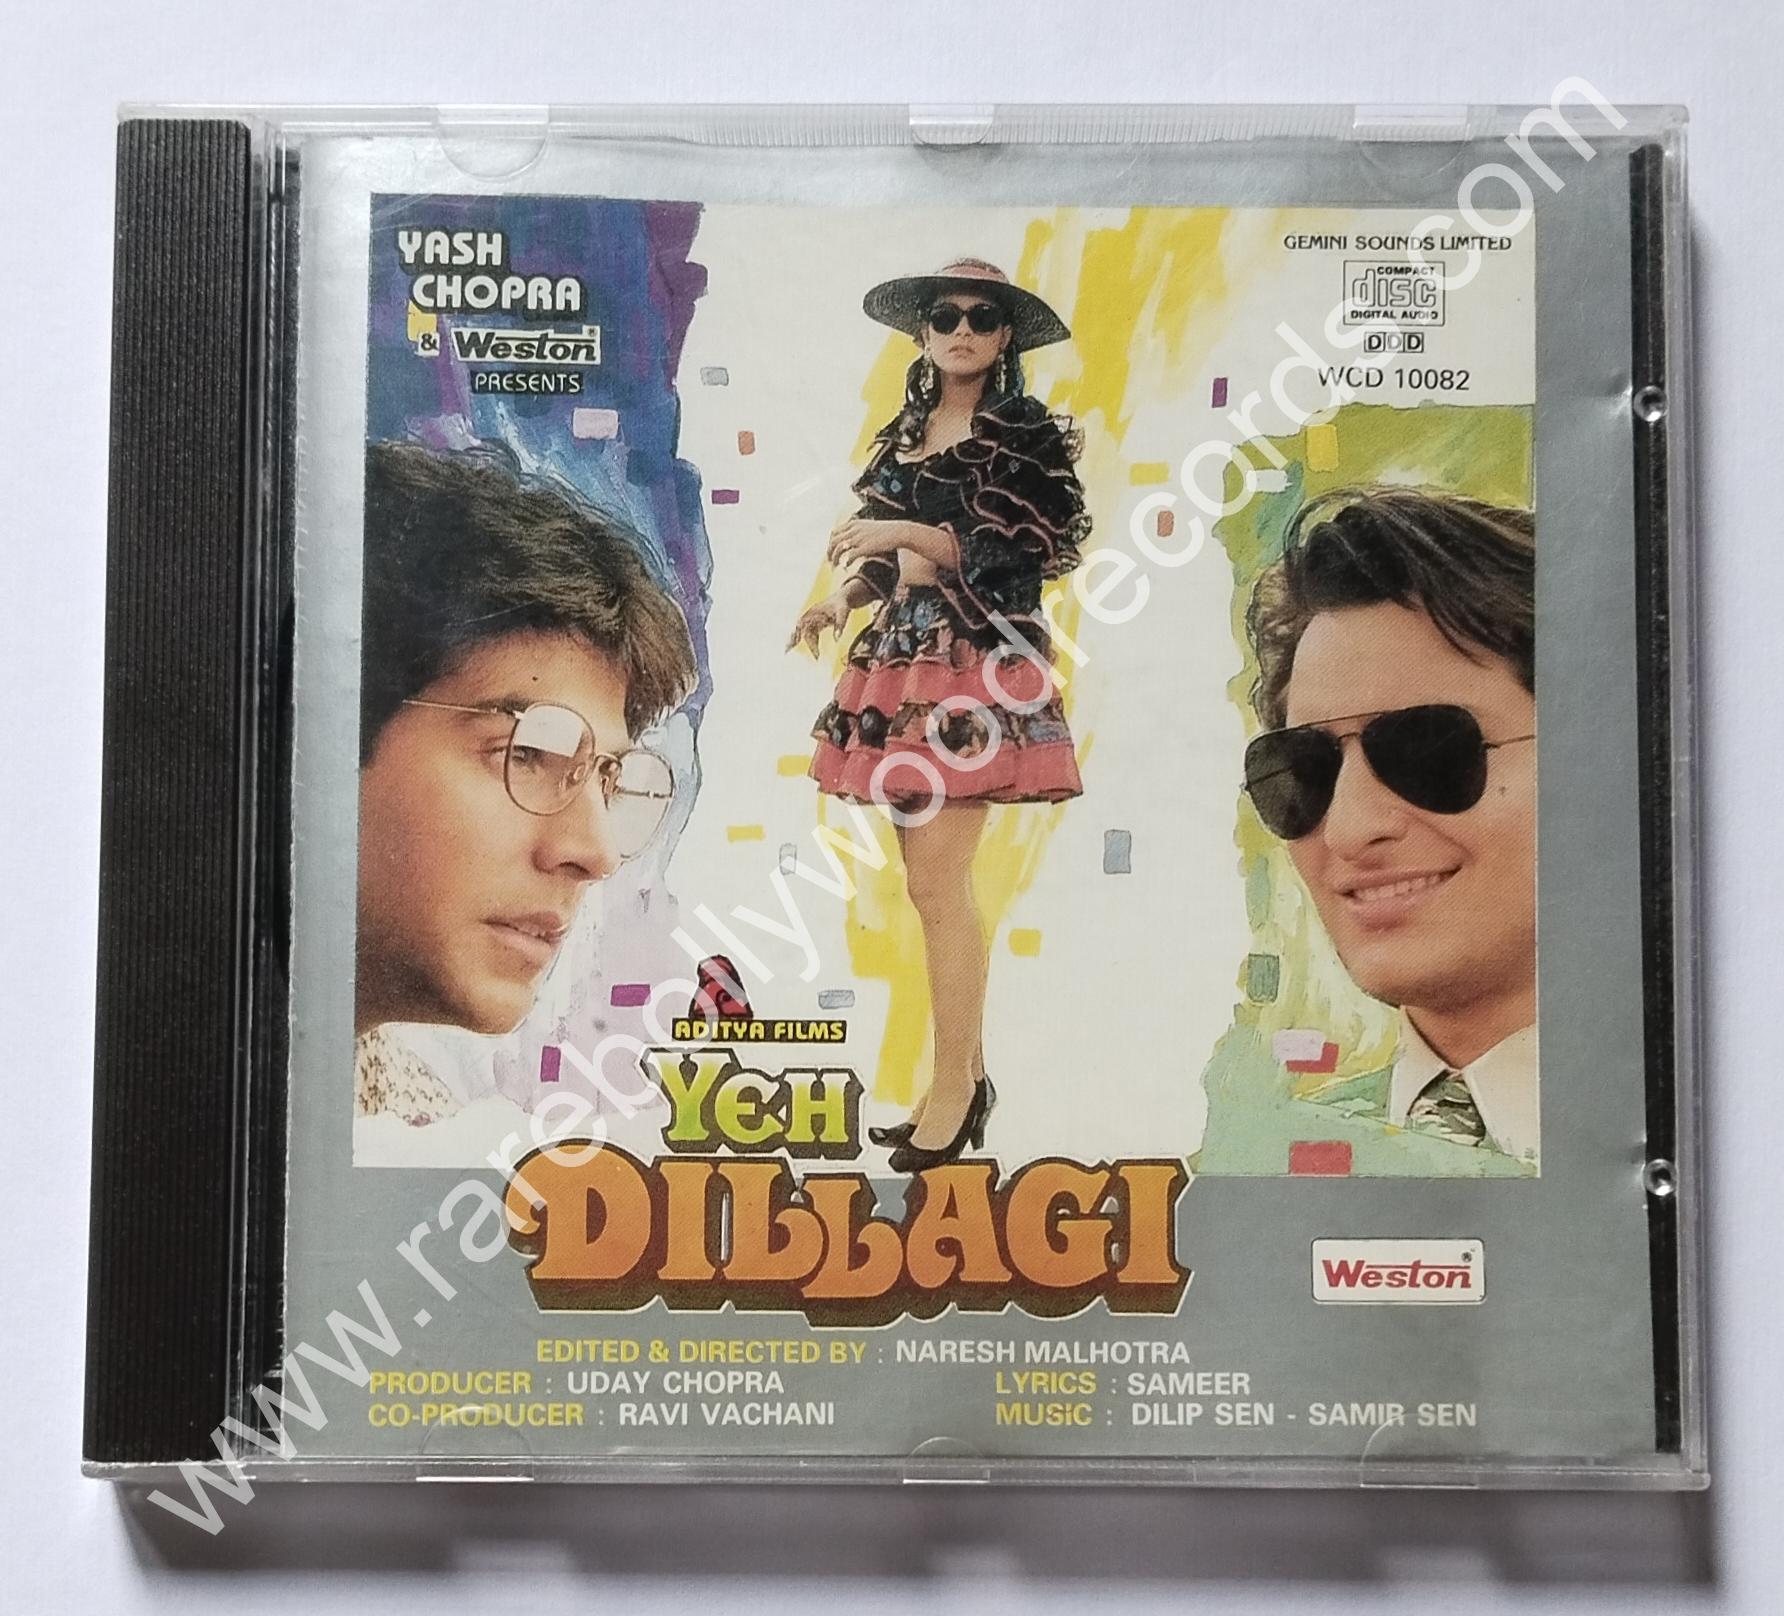 YASH
CHOPRA
& Weston®
PRESENTS
GEMINI SOUNDS LIMITED
COMPACT
disc
DIGITAL AUDIO
DDD
WCD 10082
ADITYA FILMS
YEH
DILLAGI
Weston®
EDITED & DIRECTED BY : NARESH MALHOTRA
PRODUCER : UDAY CHOPRA
LYRICS : SAMEER
CO-PRODUCER : RAVI VACHANI
MUSIC : DILIP SEN - SAMIR SEN
www.rarebollywoodrecords.com